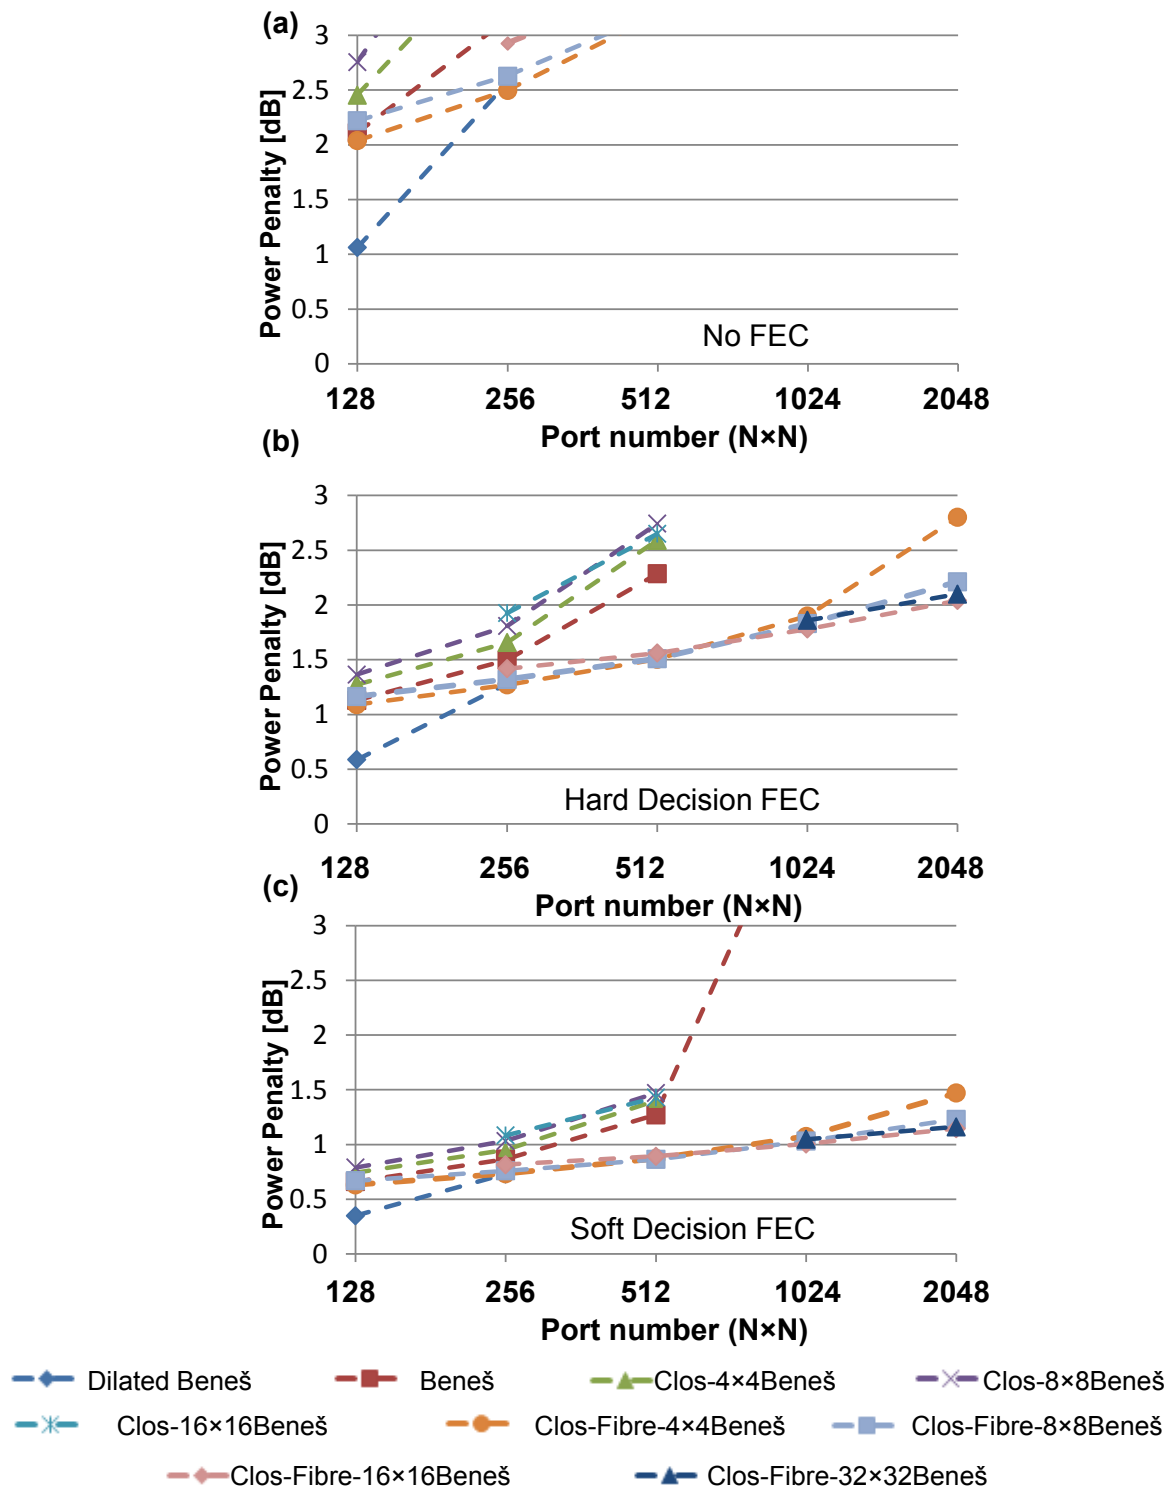 (a)
3
2.5
2
1.5
1
0.5
0
Power Penalty [dB]
No FEC
128 256 512 1024 2048
Port number (N×N)
(b)
3
2.5
2
1.5
1
0.5
0
Power Penalty [dB]
Hard Decision FEC
128 256 512 1024 2048
Port number (N×N)
(c)
3
2.5
2
1.5
1
0.5
0
Power Penalty [dB]
Soft Decision FEC
128 256 512 1024 2048
Port number (N×N)
Dilated Beneš Beneš Clos-4×4Beneš Clos-8×8Beneš
Clos-16×16Beneš Clos-Fibre-4×4Beneš Clos-Fibre-8×8Beneš
Clos-Fibre-16×16Beneš Clos-Fibre-32×32Beneš